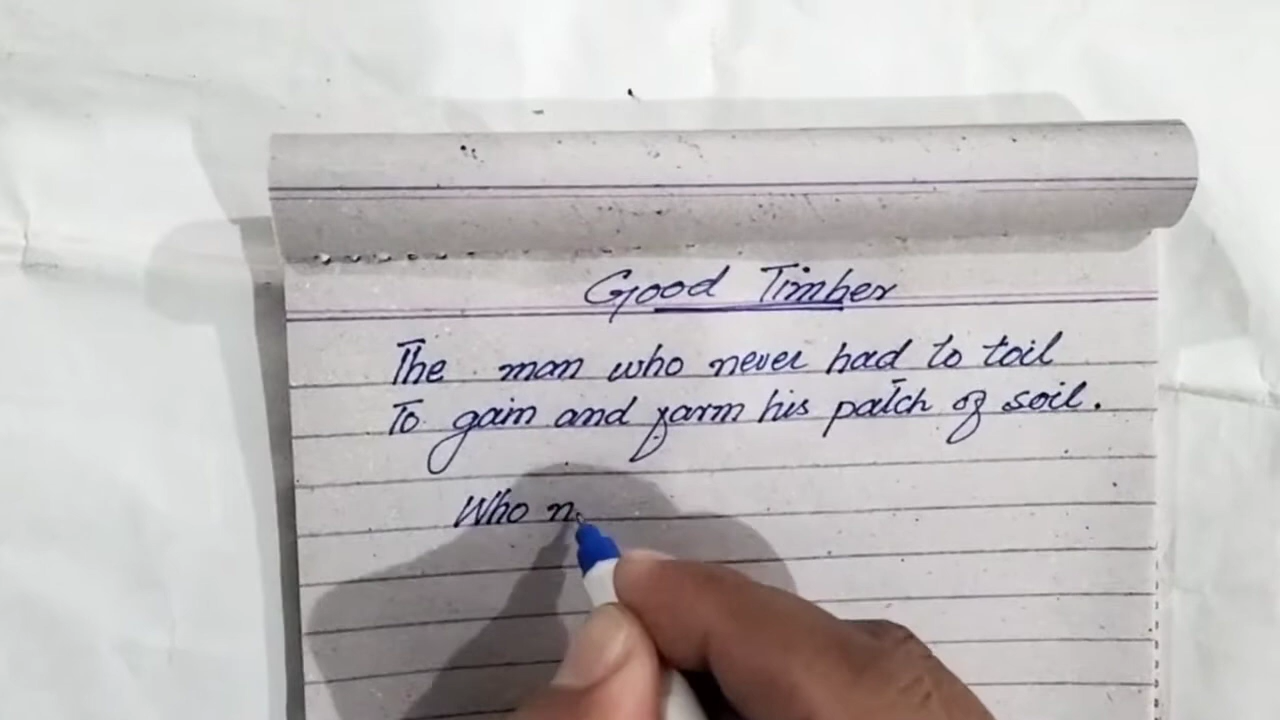 Good Timber
The man who never had to toil
To gain and farm his patch of soil.
Who n